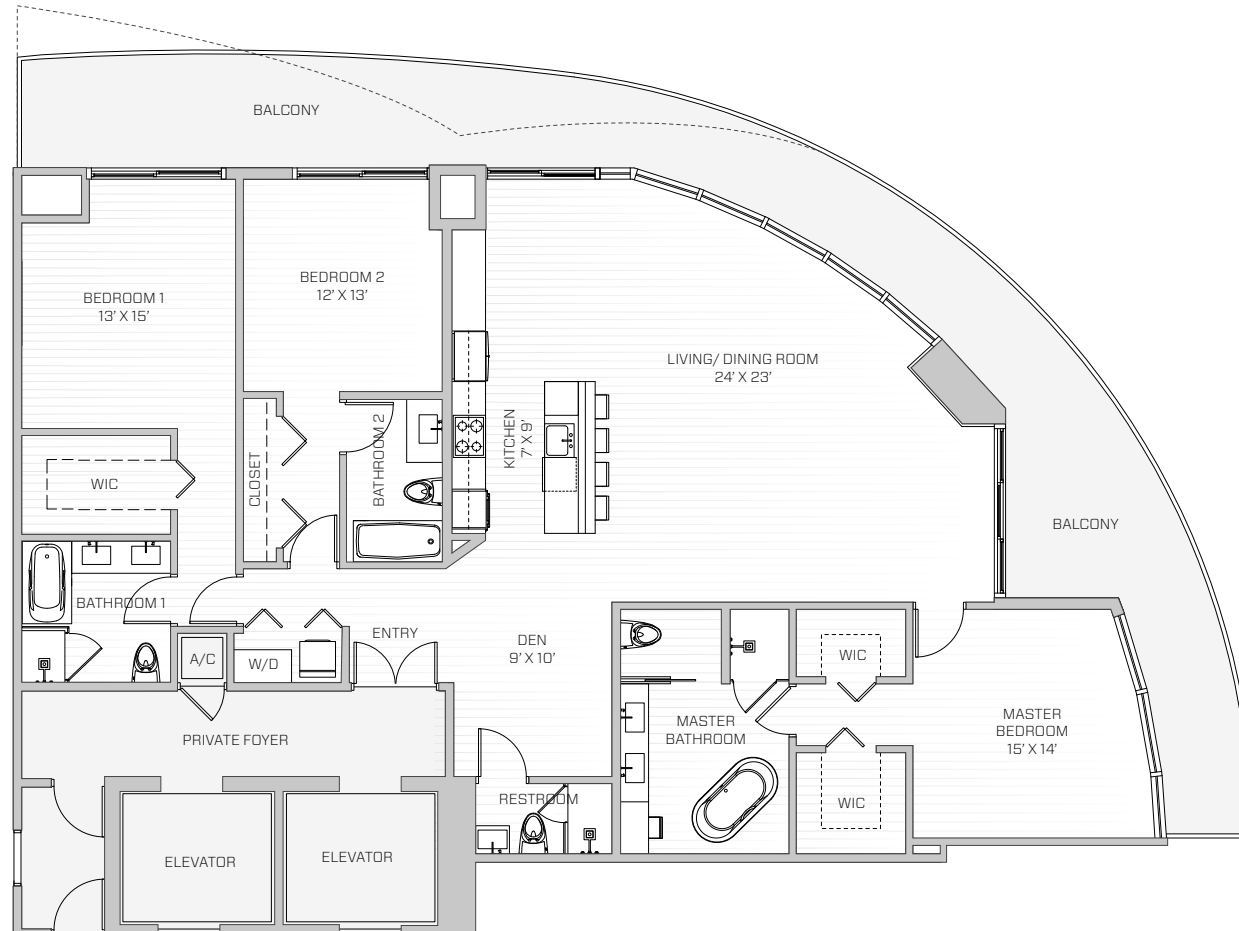 BALCONY
BEDROOM 1
13' X 15'
BEDROOM 2
12' X 13'
LIVING/ DINING ROOM
24' X 23'
KITCHEN
7' X 9'
BATHROOM 2
CLOSET
WIC
BALCONY
BATHROOM 1
ENTRY
DEN
9' X 10'
A/C
W/D
WIC
PRIVATE FOYER
MASTER
BATHROOM
MASTER
BEDROOM
15' X 14'
RESTROOM
WIC
ELEVATOR
ELEVATOR